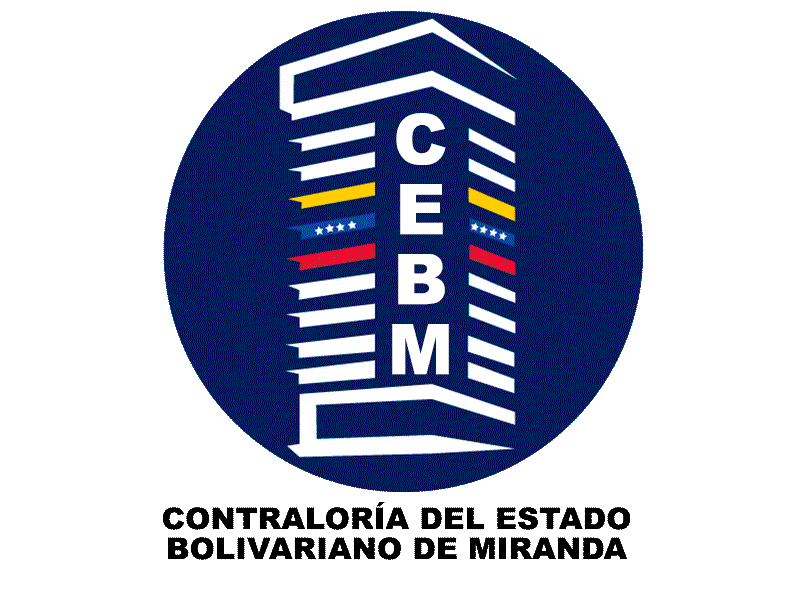 C
E
B
M
CONTRALORÍA DEL ESTADO
BOLIVARIANO DE MIRANDA